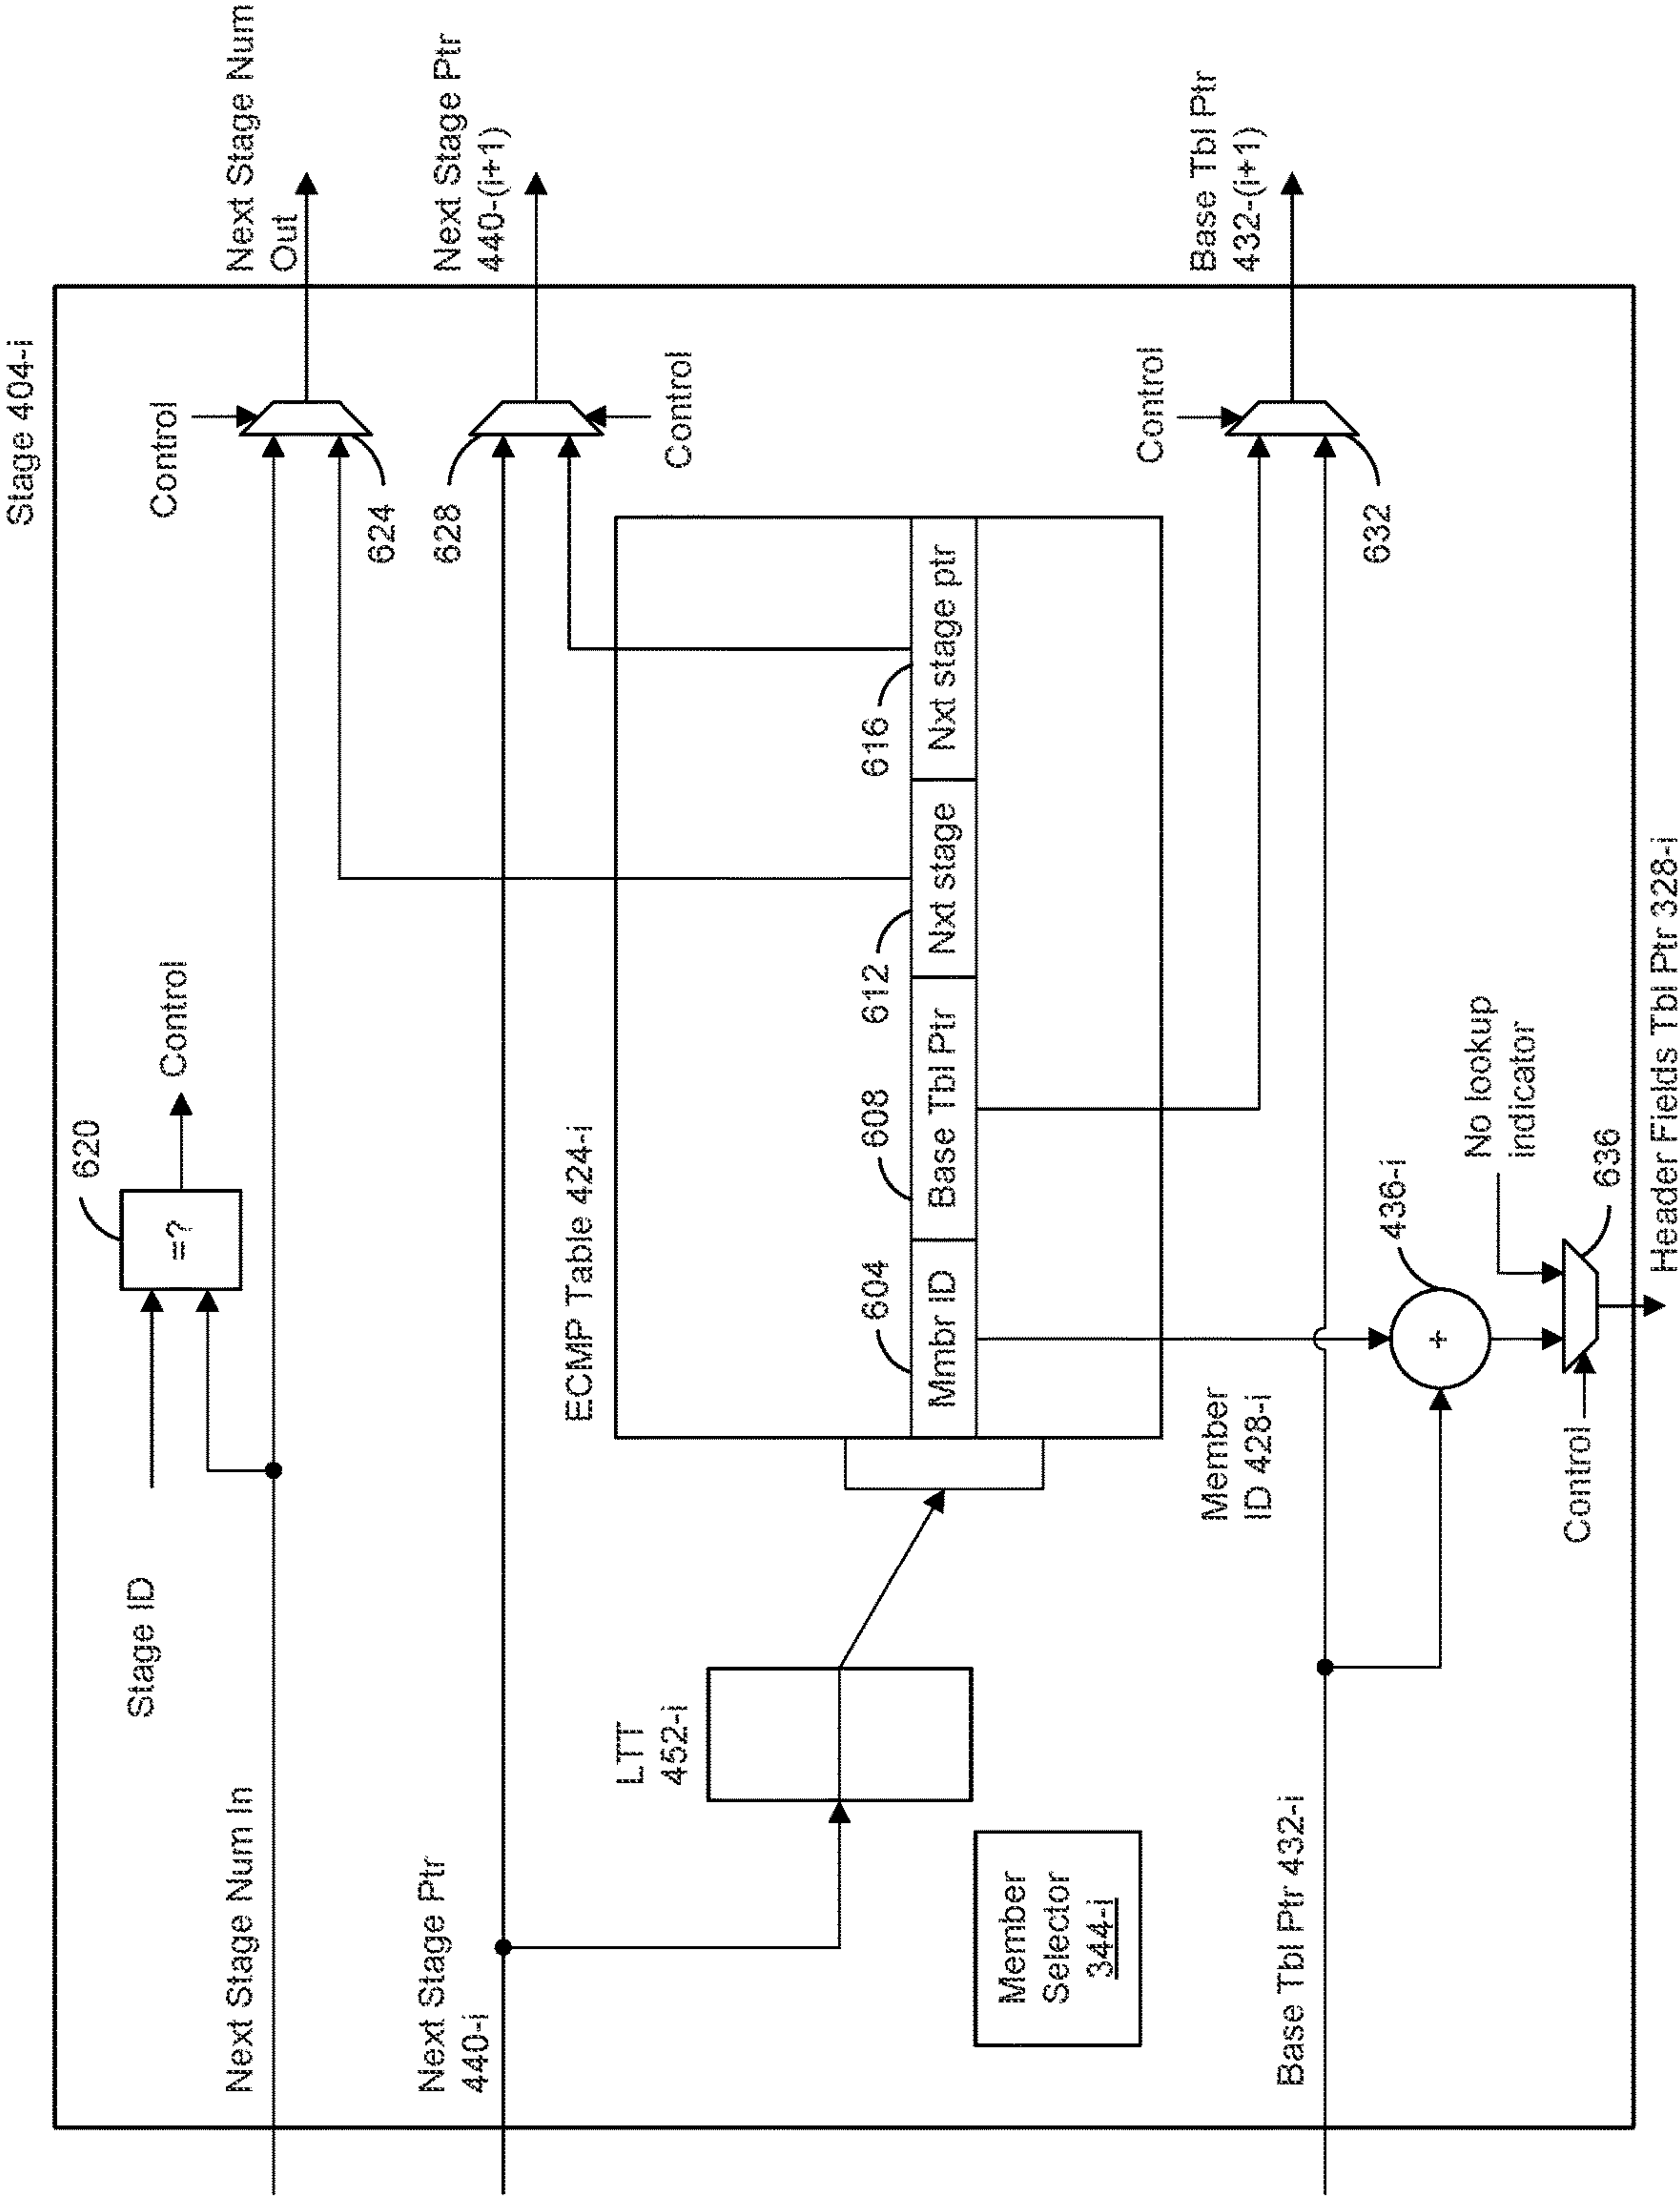 Stage 404-i
Control
Next Stage Num
Out
624
Next Stage Ptr
440-(i+1)
628
Control
Control
Base Tbl Ptr
432-(i+1)
632
620
=?
Control
Stage ID
Next Stage Num In
Next Stage Ptr
440-i
LTT
452-i
Member
Selector
344-i
ECMP Table 424-i
604
608
612
616
Mmbr ID
Base Tbl Ptr
Nxt stage
Nxt stage ptr
Member
ID 428-i
Base Tbl Ptr 432-i
436-i
+
No lookup
indicator
Control
636
Header Fields Tbl Ptr 328-i